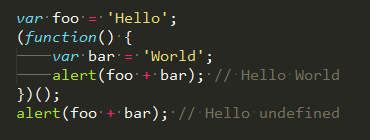 var foo = 'Hello';
(function() {
    var bar = 'World';
    alert(foo + bar); // Hello World
})();
alert(foo + bar); // Hello undefined